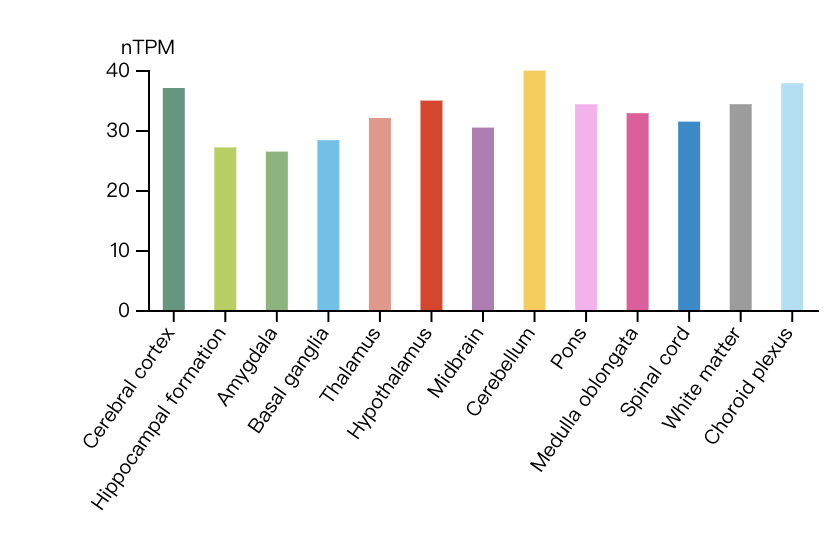 nTPM
40
30
20
10
0
Cerebral cortex
Hippocampal formation
Amygdala
Basal ganglia
Thalamus
Hypothalamus
Midbrain
Cerebellum
Pons
Medulla oblongata
Spinal cord
White matter
Choroid plexus